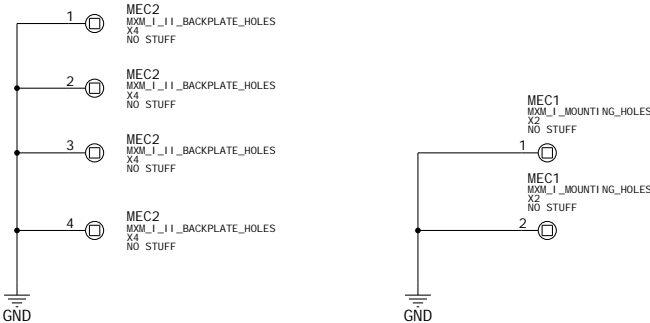 1
MEC2
MXM_I_II_BACKPLATE_HOLES
X4
NO STUFF
2
MEC2
MXM_I_II_BACKPLATE_HOLES
X4
NO STUFF
3
MEC2
MXM_I_II_BACKPLATE_HOLES
X4
NO STUFF
4
MEC2
MXM_I_II_BACKPLATE_HOLES
X4
NO STUFF
GND
MEC1
MXM_I_MOUNTING_HOLES
X2
NO STUFF
1
MEC1
MXM_I_MOUNTING_HOLES
X2
NO STUFF
2
GND